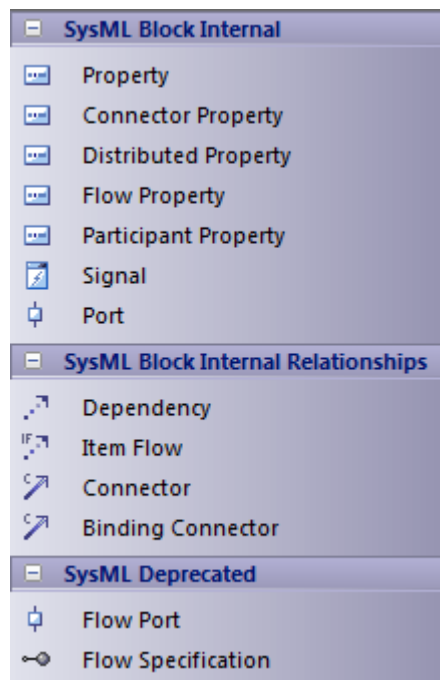 SysML Block Internal
Property
Connector Property
Distributed Property
Flow Property
Participant Property
Signal
Port
SysML Block Internal Relationships
Dependency
IF
Item Flow
C
Connector
C
Binding Connector
SysML Deprecated
Flow Port
Flow Specification